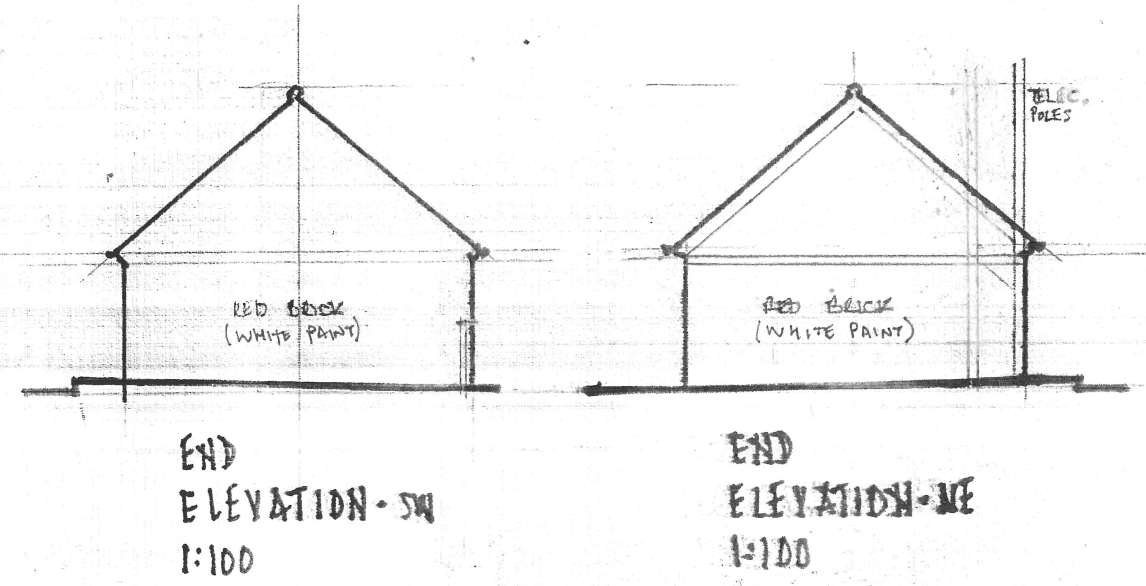 TELEC.
POLES
RED BRICK
(WHITE PAINT)
RED BRICK
(WHITE PAINT)
END
ELEVATION - SW
1:100
END
ELEVATION - NE
1:100